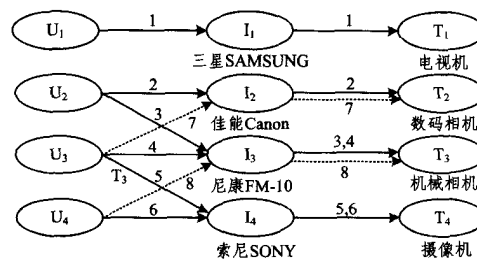 U1 1 I1 1 T1
三星SAMSUNG 电视机
U2 2 I2 2 T2
3 7 佳能Canon 7 数码相机
U3 4 I3 3,4 T3
T3 5 8 尼康FM-10 8 机械相机
U4 6 I4 5,6 T4
索尼SONY 摄像机